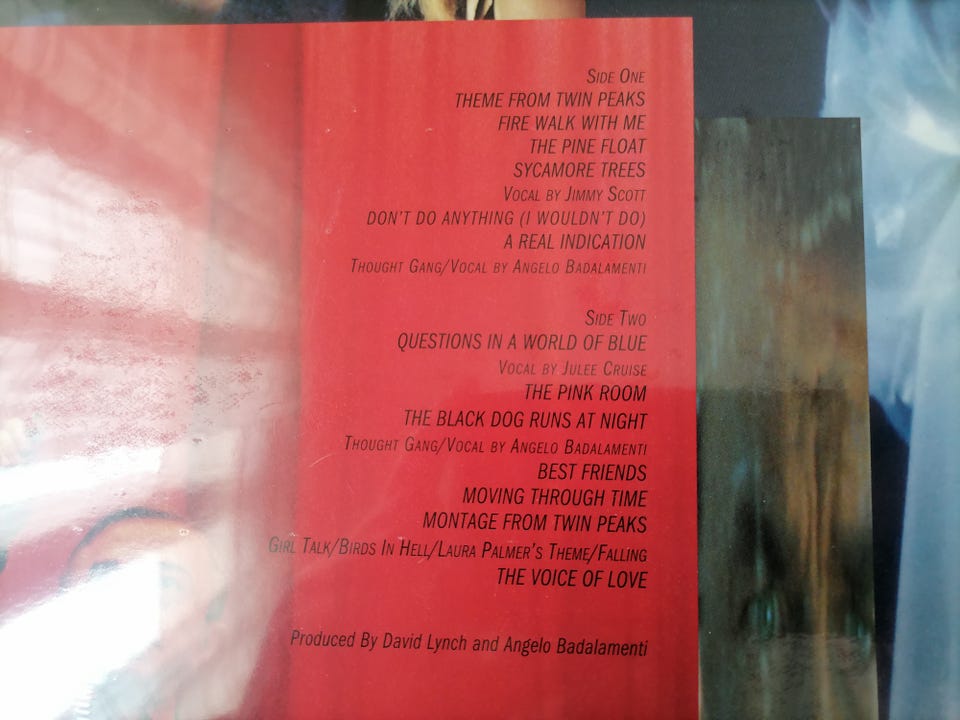 Side One
THEME FROM TWIN PEAKS
FIRE WALK WITH ME
THE PINE FLOAT
SYCAMORE TREES
Vocal by Jimmy Scott
DON'T DO ANYTHING (I WOULDN'T DO)
A REAL INDICATION
Thought Gang/Vocal by Angelo Badalamenti
Side Two
QUESTIONS IN A WORLD OF BLUE
Vocal by Julee Cruise
THE PINK ROOM
THE BLACK DOG RUNS AT NIGHT
Thought Gang/Vocal by Angelo Badalamenti
BEST FRIENDS
MOVING THROUGH TIME
MONTAGE FROM TWIN PEAKS
Girl Talk/Birds In Hell/Laura Palmer's Theme/Falling
THE VOICE OF LOVE
Produced By David Lynch and Angelo Badalamenti